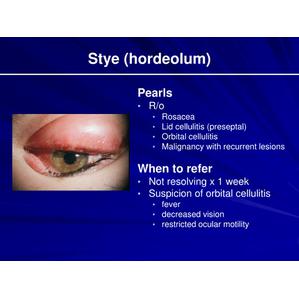 Stye (hordeolum)
Pearls
• R/o
• Rosacea
• Lid cellulitis (preseptal)
• Orbital cellulitis
• Malignancy with recurrent lesions
When to refer
• Not resolving x 1 week
• Suspicion of orbital cellulitis
• fever
• decreased vision
• restricted ocular motility